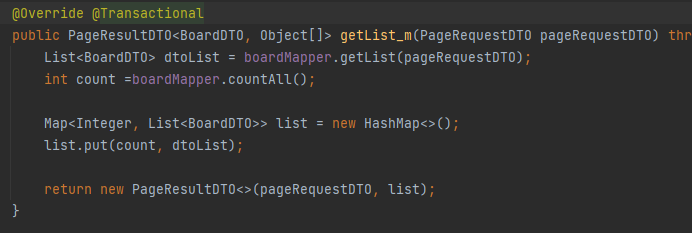 @Override @Transactional
public PageResultDTO<BoardDTO, Object[]> getList_m(PageRequestDTO pageRequestDTO) thr
List<BoardDTO> dtoList = boardMapper.getList(pageRequestDTO);
int count =boardMapper.countAll();
Map<Integer, List<BoardDTO>> list = new HashMap<>();
list.put(count, dtoList);
return new PageResultDTO<>(pageRequestDTO, list);
}